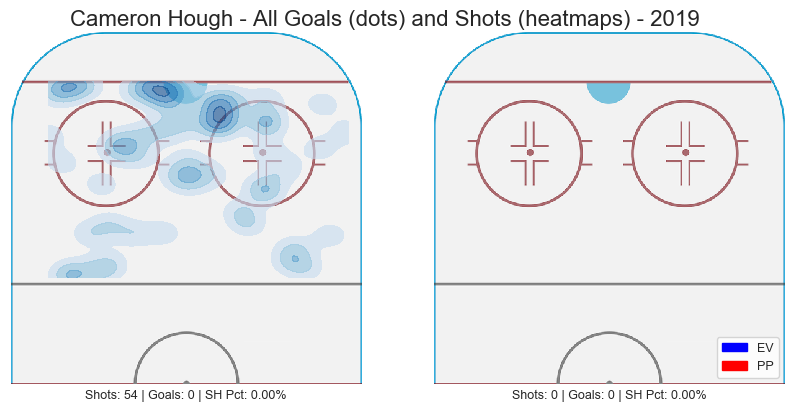 Cameron Hough - All Goals (dots) and Shots (heatmaps) - 2019
EV
PP
Shots: 54 | Goals: 0 | SH Pct: 0.00%
Shots: 0 | Goals: 0 | SH Pct: 0.00%